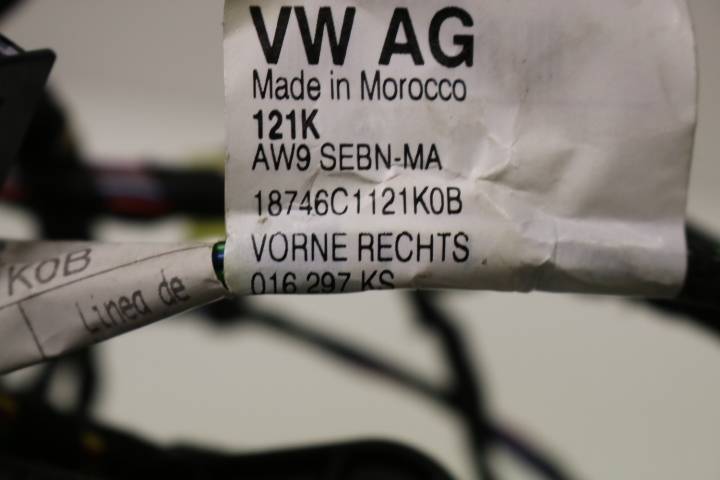 VW AG
Made in Morocco
121K
AW9 SEBN-MA
18746C1121K0B
VORNE RECHTS
016 297 KS
K0B
Linea de